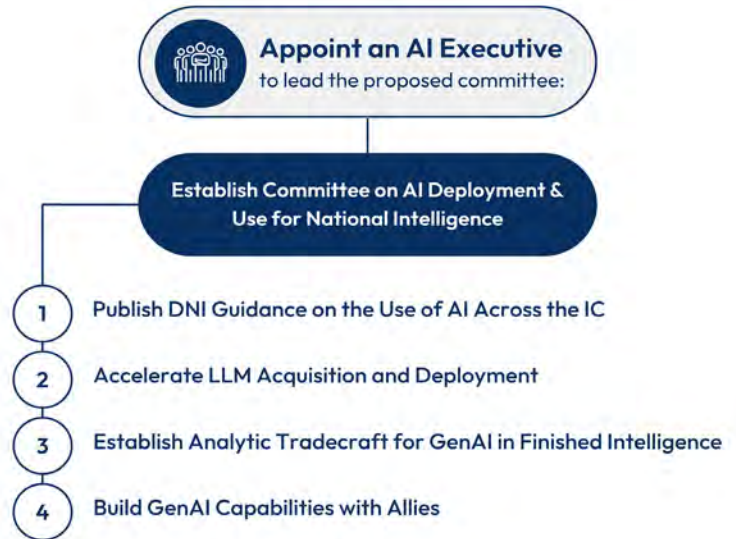 Appoint an AI Executive
to lead the proposed committee:
Establish Committee on AI Deployment &
Use for National Intelligence
1 Publish DNI Guidance on the Use of AI Across the IC
2 Accelerate LLM Acquisition and Deployment
3 Establish Analytic Tradecraft for GenAI in Finished Intelligence
4 Build GenAI Capabilities with Allies